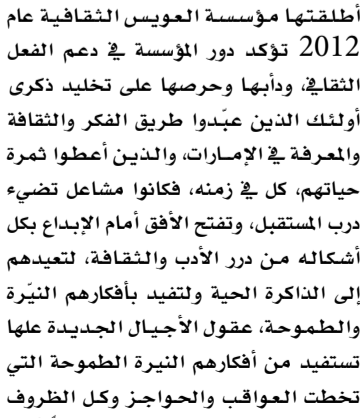 أطلقتها مؤسسة العويس الثقافية عام
2012 تؤكد دور المؤسسة في دعم الفعل
الثقافي، ودأبها وحرصها على تخليد ذكرى
أولئك الذين عبّدوا طريق الفكر والثقافة
والمعرفة في الإمارات، والذين أعطوا ثمرة
حياتهم، كل في زمنه، فكانوا مشاعل تضيء
درب المستقبل، وتفتح الأفق أمام الإبداع بكل
أشكاله من درر الأدب والثقافة، لتعيدهم
إلى الذاكرة الحية ولتفيد بأفكارهم النيّرة
والطموحة، عقول الأجيال الجديدة علها
تستفيد من أفكارهم النيرة الطموحة التي
تخطت العواقب والحواجز وكل الظروف